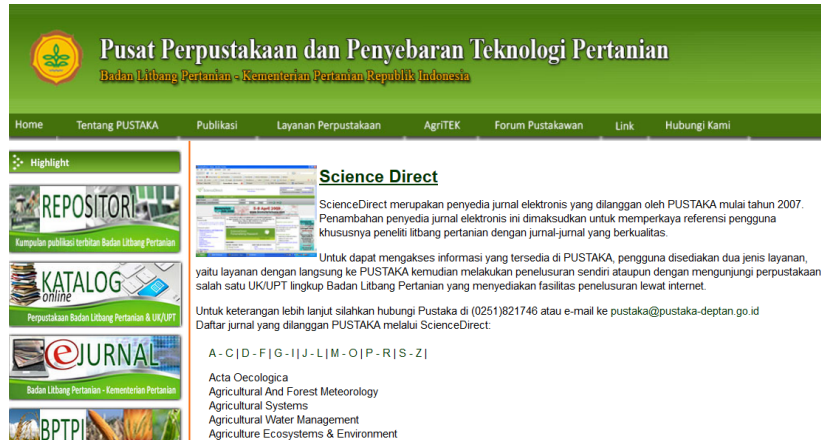 Pusat Perpustakaan dan Penyebaran Teknologi Pertanian
Badan Litbang Pertanian - Kementerian Pertanian Republik Indonesia
Home Tentang PUSTAKA Publikasi Layanan Perpustakaan AgriTEK Forum Pustakawan Link Hubungi Kami
Highlight
REPOSITORI
Kumpulan publikasi terbitan Badan Litbang Pertanian
KATALOG
online
Perpustakaan Badan Litbang Pertanian & UK/UPT
eJURNAL
Badan Litbang Pertanian - Kementerian Pertanian
BPTPI
Science Direct
ScienceDirect merupakan penyedia jurnal elektronis yang dilanggan oleh PUSTAKA mulai tahun 2007.
Penambahan penyedia jurnal elektronis ini dimaksudkan untuk memperkaya referensi pengguna
khususnya peneliti litbang pertanian dengan jurnal-jurnal yang berkualitas.
Untuk dapat mengakses informasi yang tersedia di PUSTAKA, pengguna disediakan dua jenis layanan,
yaitu layanan dengan langsung ke PUSTAKA kemudian melakukan penelusuran sendiri ataupun dengan mengunjungi perpustakaan
salah satu UK/UPT lingkup Badan Litbang Pertanian yang menyediakan fasilitas penelusuran lewat internet.
Untuk keterangan lebih lanjut silahkan hubungi Pustaka di (0251)821746 atau e-mail ke pustaka@pustaka-deptan.go.id
Daftar jurnal yang dilanggan PUSTAKA melalui ScienceDirect:
A - C | D - F | G - I | J - L | M - O | P - R | S - Z |
Acta Oecologica
Agricultural And Forest Meteorology
Agricultural Systems
Agricultural Water Management
Agriculture Ecosystems & Environment